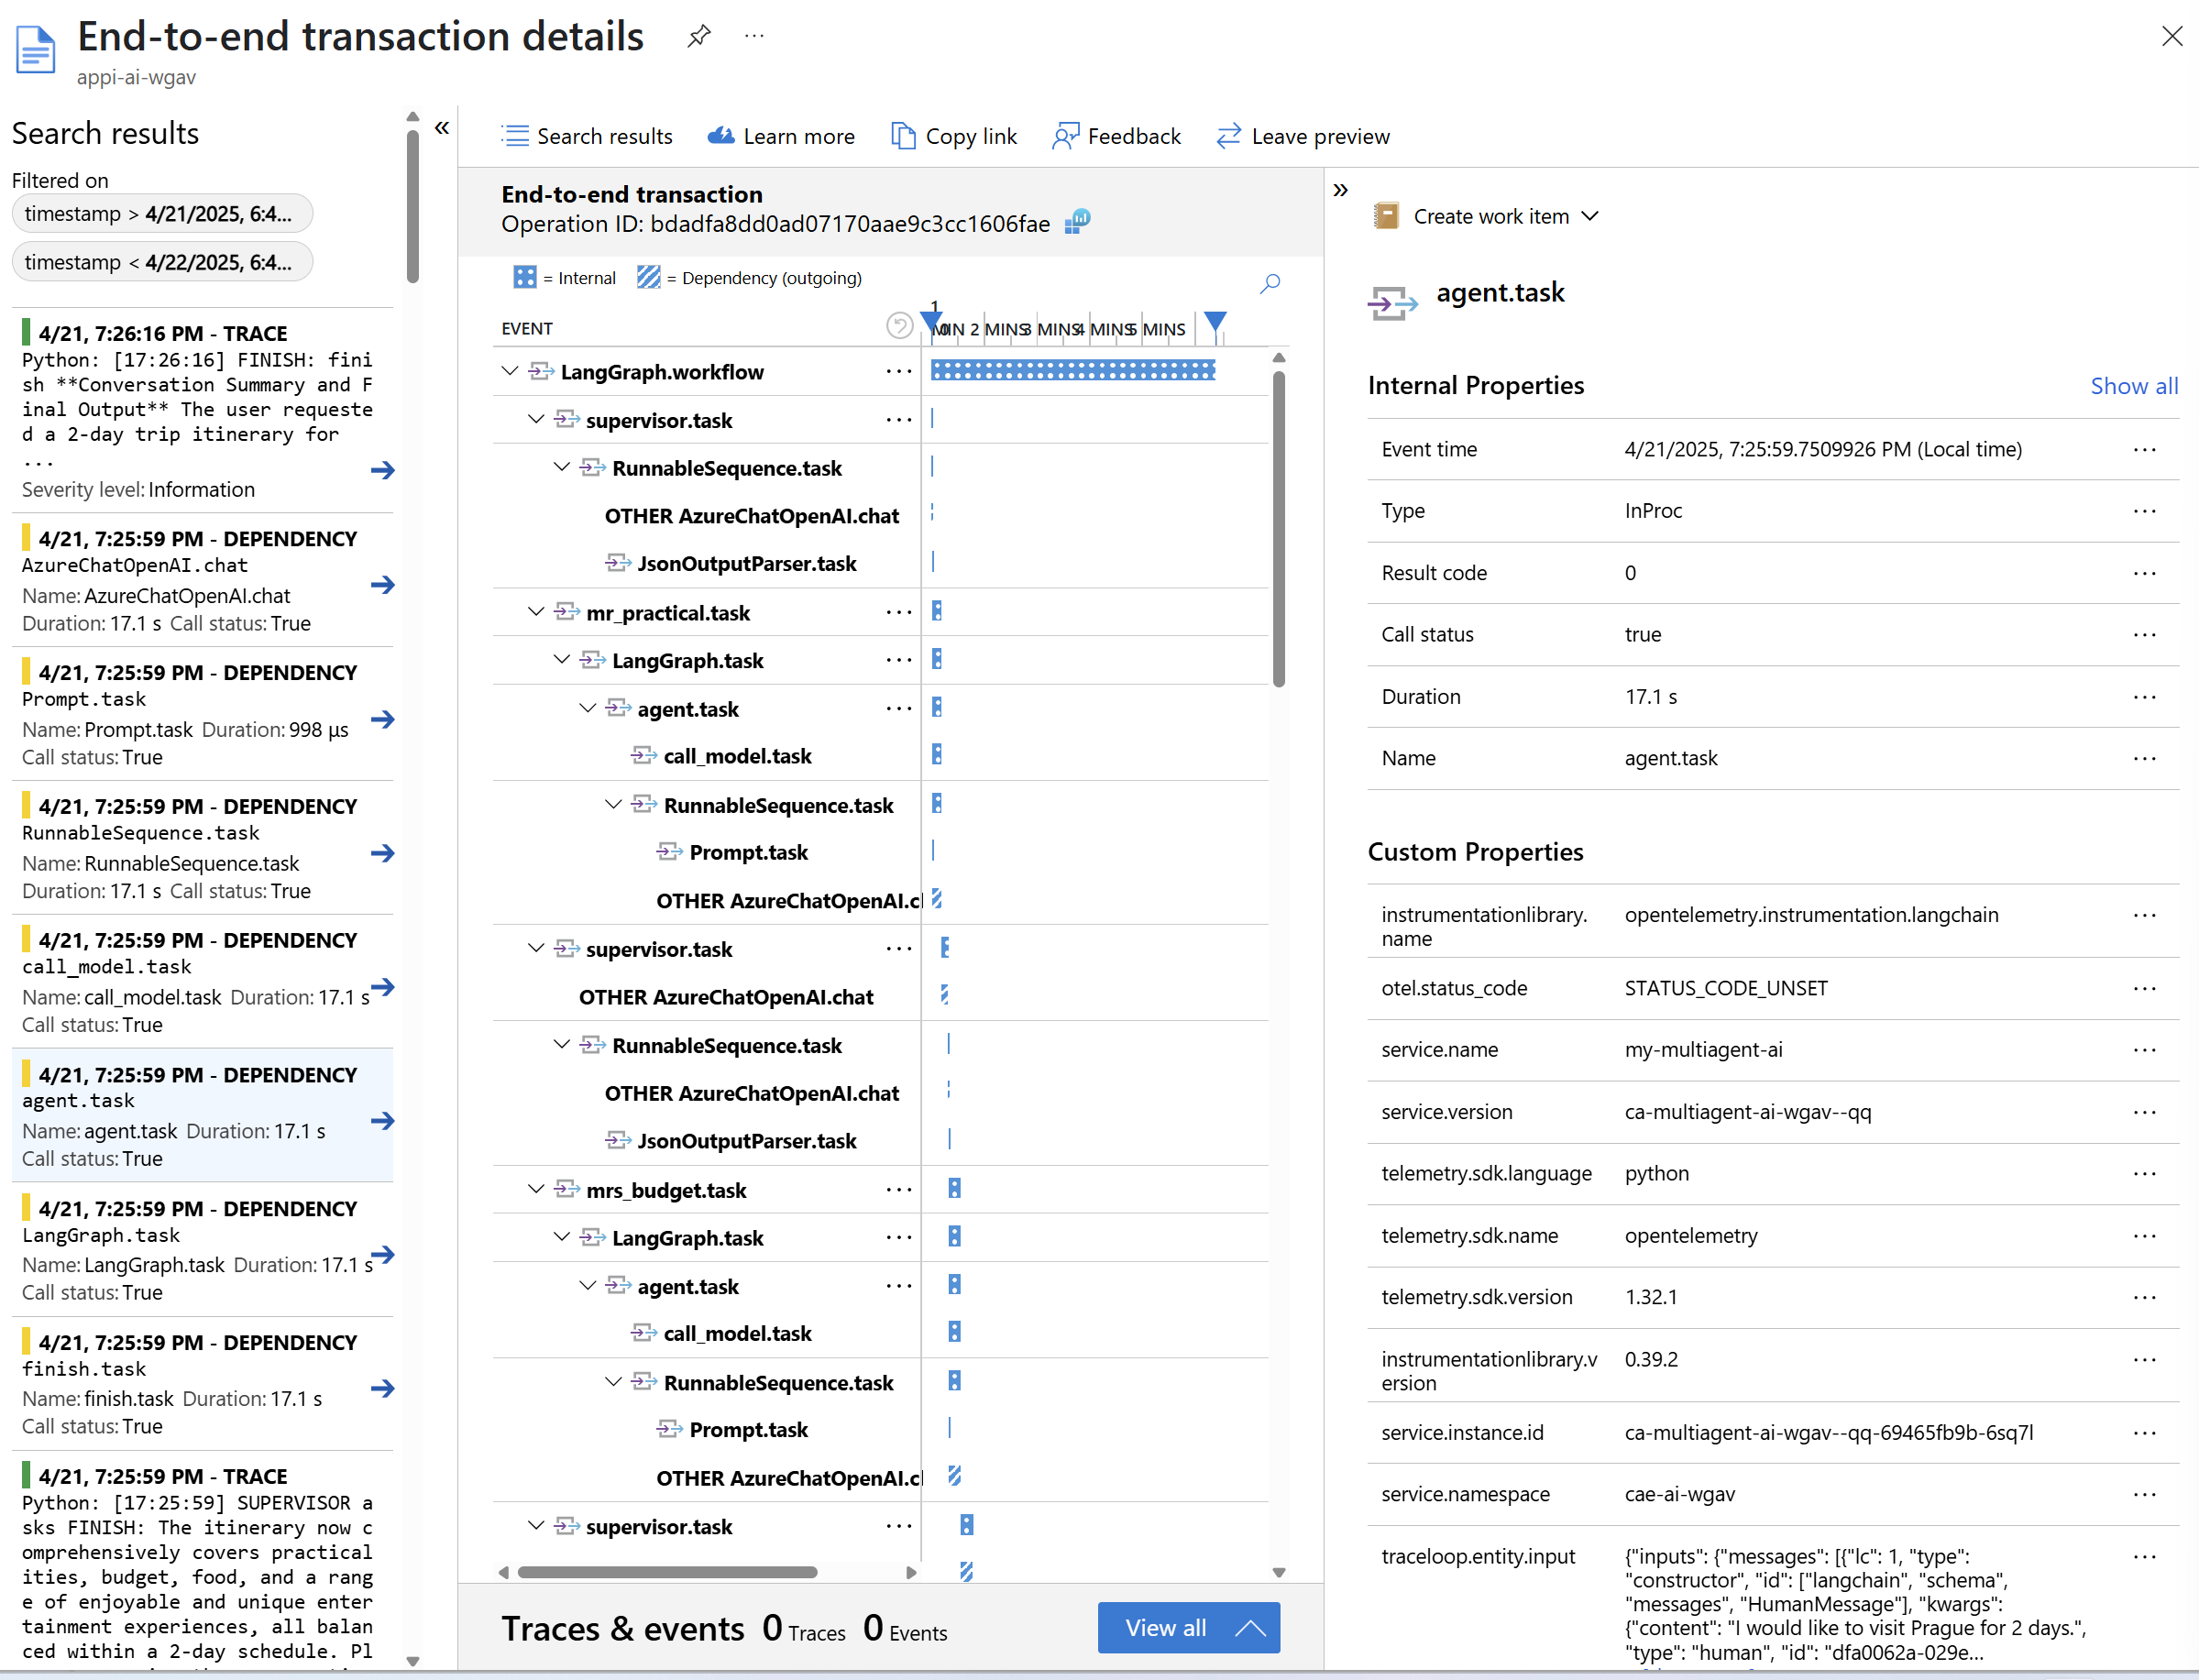 End-to-end transaction details
appi-ai-wgav
Search results
Filtered on
timestamp > 4/21/2025, 6:4...
timestamp < 4/22/2025, 6:4...
4/21, 7:26:16 PM - TRACE
Python: [17:26:16] FINISH: fini
sh **Conversation Summary and F
inal Output** The user requeste
d a 2-day trip itinerary for
...
Severity level: Information
4/21, 7:25:59 PM - DEPENDENCY
AzureChatOpenAI.chat
Name: AzureChatOpenAI.chat
Duration: 17.1 s Call status: True
4/21, 7:25:59 PM - DEPENDENCY
Prompt.task
Name: Prompt.task Duration: 998 µs
Call status: True
4/21, 7:25:59 PM - DEPENDENCY
RunnableSequence.task
Name: RunnableSequence.task
Duration: 17.1 s Call status: True
4/21, 7:25:59 PM - DEPENDENCY
call_model.task
Name: call_model.task Duration: 17.1 s
Call status: True
4/21, 7:25:59 PM - DEPENDENCY
agent.task
Name: agent.task Duration: 17.1 s
Call status: True
4/21, 7:25:59 PM - DEPENDENCY
LangGraph.task
Name: LangGraph.task Duration: 17.1 s
Call status: True
4/21, 7:25:59 PM - DEPENDENCY
finish.task
Name: finish.task Duration: 17.1 s
Call status: True
4/21, 7:25:59 PM - TRACE
Python: [17:25:59] SUPERVISOR a
sks FINISH: The itinerary now c
omprehensively covers practical
ities, budget, food, and a rang
e of enjoyable and unique enter
tainment experiences, all balan
ced within a 2-day schedule. Pl
Search results Learn more Copy link Feedback Leave preview
End-to-end transaction
Operation ID: bdadfa8dd0ad07170aae9c3cc1606fae
= Internal = Dependency (outgoing)
EVENT
1
MIN 2 MINS3 MINS4 MINS5 MINS
LangGraph.workflow
supervisor.task
RunnableSequence.task
OTHER AzureChatOpenAI.chat
JsonOutputParser.task
mr_practical.task
LangGraph.task
agent.task
call_model.task
RunnableSequence.task
Prompt.task
OTHER AzureChatOpenAI.cl
supervisor.task
OTHER AzureChatOpenAI.chat
RunnableSequence.task
OTHER AzureChatOpenAI.chat
JsonOutputParser.task
mrs_budget.task
LangGraph.task
agent.task
call_model.task
RunnableSequence.task
Prompt.task
OTHER AzureChatOpenAI.cl
supervisor.task
Traces & events 0 Traces 0 Events
View all
Create work item
agent.task
Internal Properties
Show all
Event time 4/21/2025, 7:25:59.7509926 PM (Local time)
Type InProc
Result code 0
Call status true
Duration 17.1 s
Name agent.task
Custom Properties
instrumentationlibrary. opentelemetry.instrumentation.langchain
name
otel.status_code STATUS_CODE_UNSET
service.name my-multiagent-ai
service.version ca-multiagent-ai-wgav--qq
telemetry.sdk.language python
telemetry.sdk.name opentelemetry
telemetry.sdk.version 1.32.1
instrumentationlibrary.v 0.39.2
ersion
service.instance.id ca-multiagent-ai-wgav--qq-69465fb9b-6sq7l
service.namespace cae-ai-wgav
traceloop.entity.input {"inputs": {"messages": [{"lc": 1, "type":
"constructor", "id": ["langchain", "schema",
"messages", "HumanMessage"], "kwargs":
{"content": "I would like to visit Prague for 2 days.",
"type": "human", "id": "dfa0062a-029e...